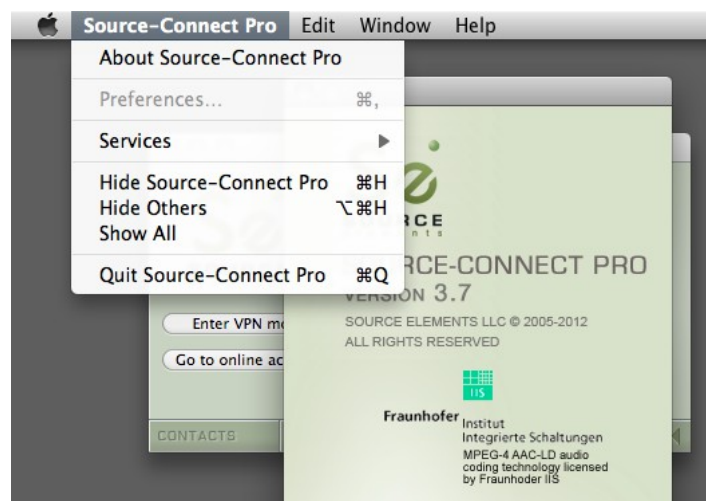 Source-Connect Pro Edit Window Help
About Source-Connect Pro
Preferences... ⌘,
Services
Hide Source-Connect Pro ⌘H
Hide Others ⌥⌘H
Show All
Quit Source-Connect Pro ⌘Q
RCE
RCE-CONNECT PRO
VERSION 3.7
SOURCE ELEMENTS LLC © 2005-2012
ALL RIGHTS RESERVED
Enter VPN mo
Go to online ac
IIS
Fraunhofer Institut
Integrierte Schaltungen
MPEG-4 AAC-LD audio
coding technology licensed
by Fraunhoder IIS
CONTACTS